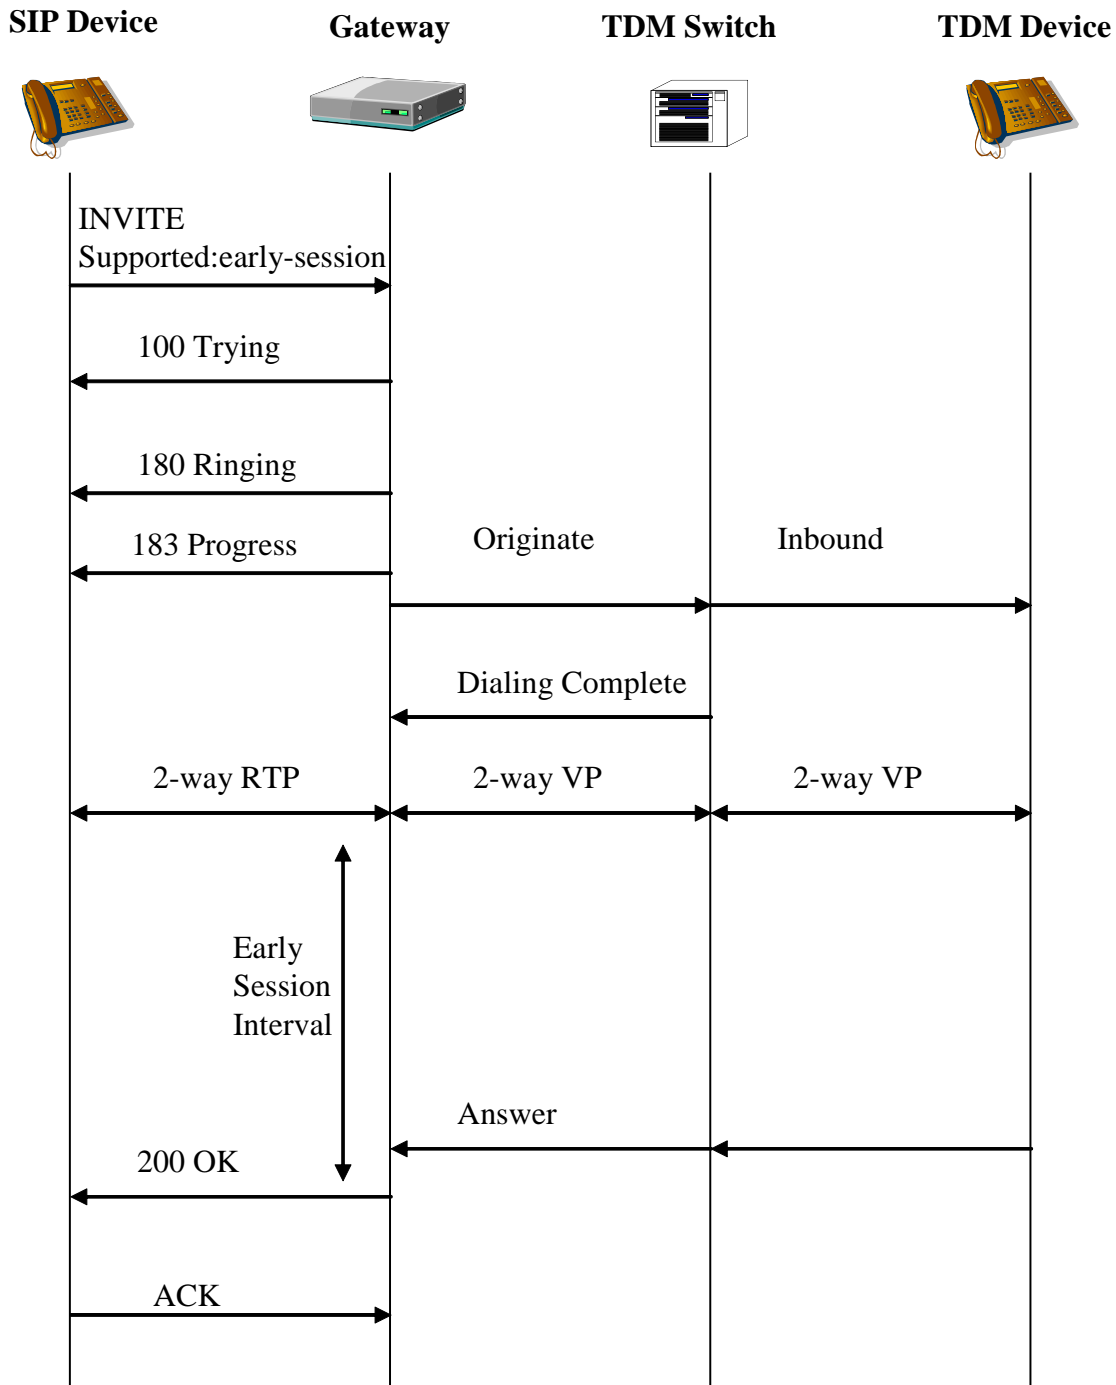 SIP Device
Gateway
TDM Switch
TDM Device
INVITE
Supported:early-session
100 Trying
180 Ringing
183 Progress
Originate
Inbound
Dialing Complete
2-way RTP
2-way VP
2-way VP
Early
Session
Interval
Answer
200 OK
ACK